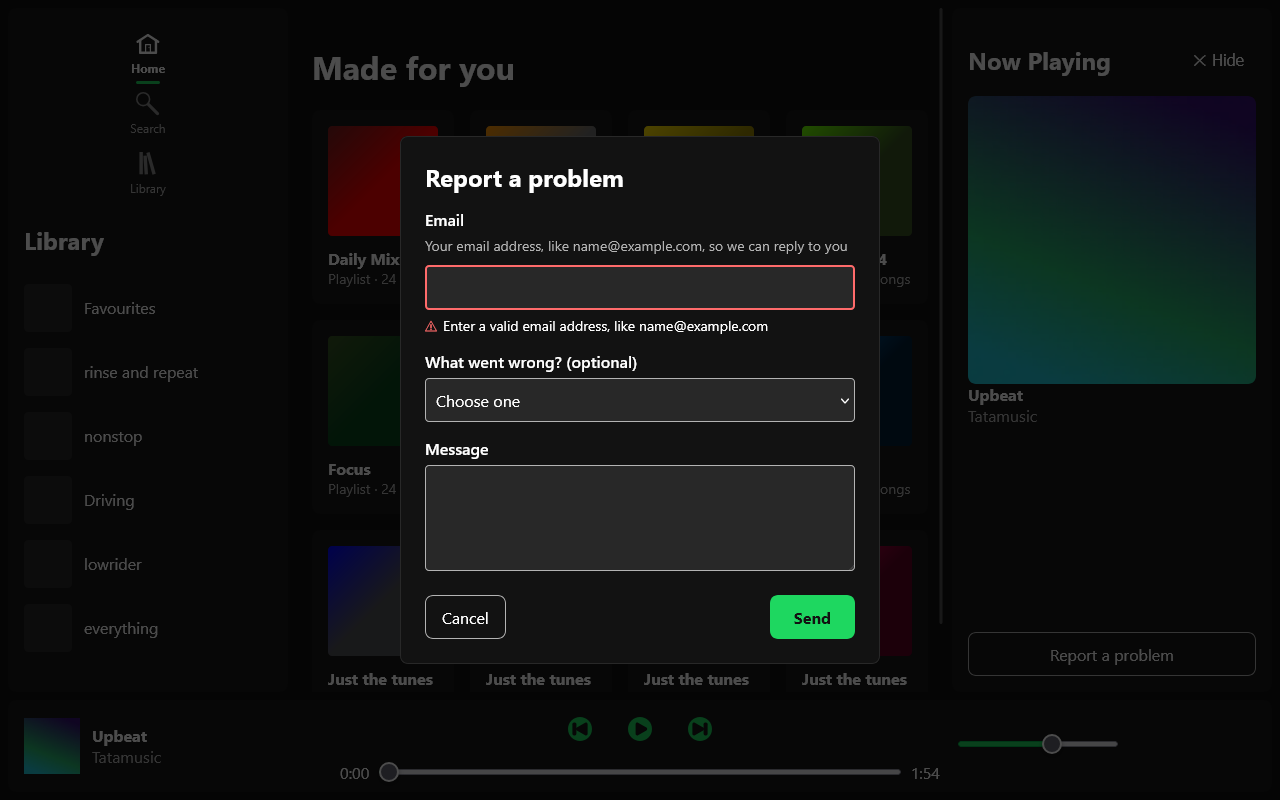 Home
Search
Library
Library
Favourites
rinse and repeat
nonstop
Driving
lowrider
everything
Made for you
Daily Mix
Playlist · 24
4
ongs
Focus
Playlist · 24
ongs
Just the tunes
Just the tunes
Just the tunes
Just the tunes
Report a problem
Email
Your email address, like name@example.com, so we can reply to you
Enter a valid email address, like name@example.com
What went wrong? (optional)
Choose one
Message
Cancel
Send
Now Playing
Hide
Upbeat
Tatamusic
Report a problem
Upbeat
Tatamusic
0:00
1:54